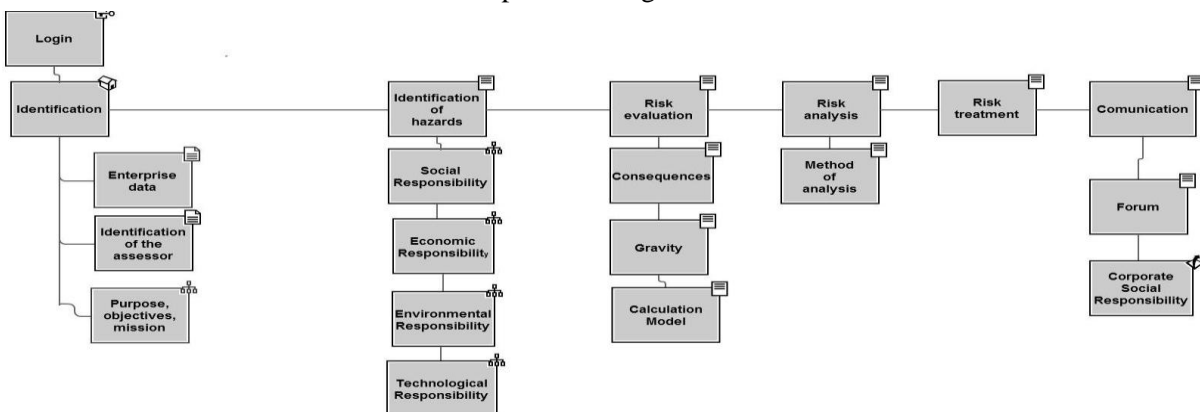 Login
Identification
Enterprise
data
Identification
of the
assessor
Purpose,
objectives,
mission
Identification
of
hazards
Social
Responsibility
Economic
Responsibility
Environmental
Responsibility
Technological
Responsibility
Risk
evaluation
Consequences
Gravity
Calculation
Model
Risk
analysis
Method
of
analysis
Risk
treatment
Comunication
Forum
Corporate
Social
Responsibility